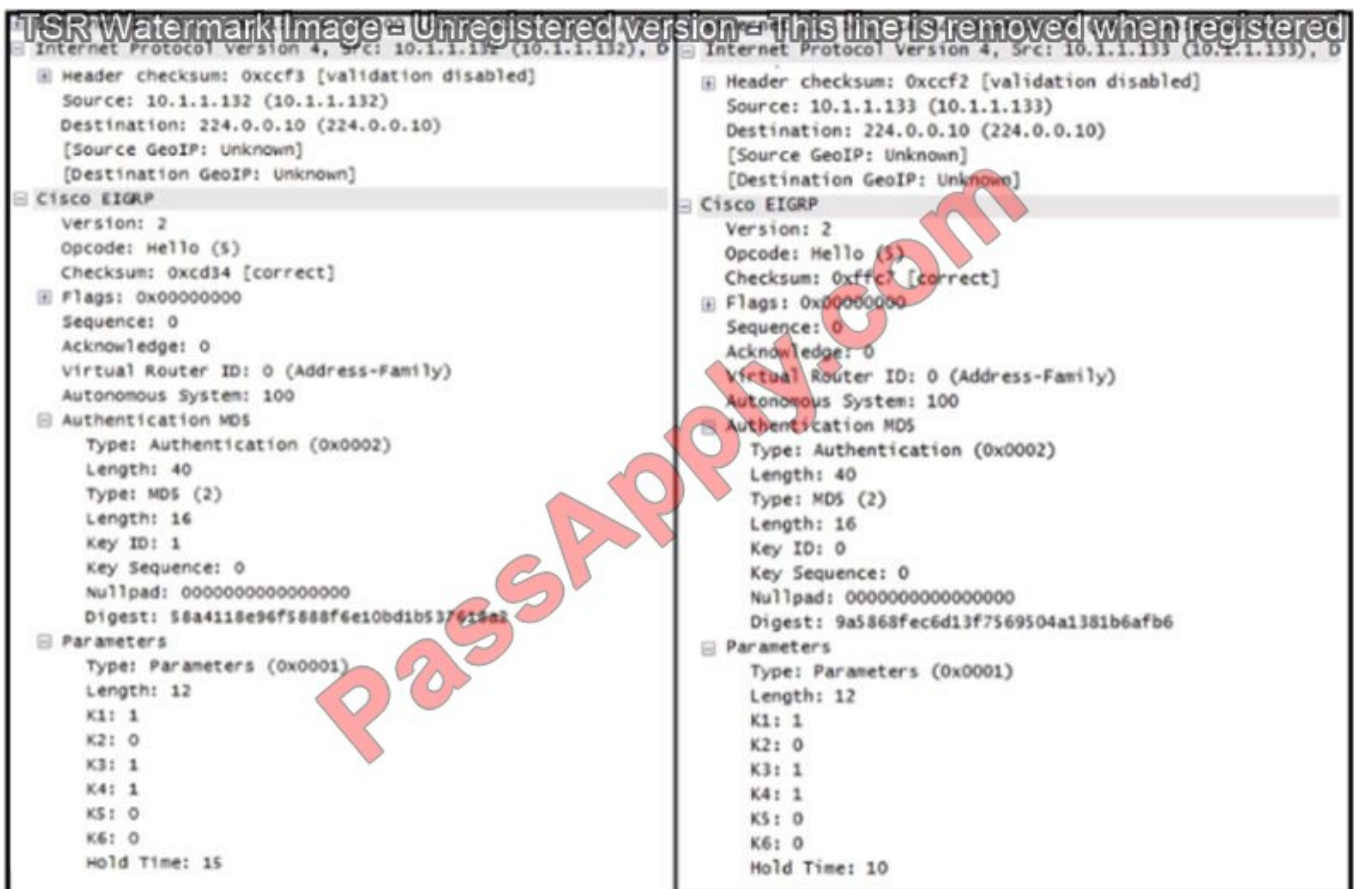 TSR Watermark Image - Unregistered version - This line is removed when registered
Internet Protocol Version 4, Src: 10.1.1.132 (10.1.1.132), D
Header checksum: 0xccf3 [validation disabled]
Source: 10.1.1.132 (10.1.1.132)
Destination: 224.0.0.10 (224.0.0.10)
[Source GeoIP: Unknown]
[Destination GeoIP: Unknown]
Cisco EIGRP
Version: 2
Opcode: Hello (5)
Checksum: 0xcd34 [correct]
Flags: 0x00000000
Sequence: 0
Acknowledge: 0
Virtual Router ID: 0 (Address-Family)
Autonomous System: 100
Authentication MD5
Type: Authentication (0x0002)
Length: 40
Type: MD5 (2)
Length: 16
Key ID: 1
Key Sequence: 0
Nullpad: 0000000000000000
Digest: 58a4118e96f5888f6e10bd1b537618a2
Parameters
Type: Parameters (0x0001)
Length: 12
K1: 1
K2: 0
K3: 1
K4: 1
K5: 0
K6: 0
Hold Time: 15
Internet Protocol Version 4, Src: 10.1.1.133 (10.1.1.133), D
Header checksum: 0xccf2 [validation disabled]
Source: 10.1.1.133 (10.1.1.133)
Destination: 224.0.0.10 (224.0.0.10)
[Source GeoIP: Unknown]
[Destination GeoIP: Unknown]
Cisco EIGRP
Version: 2
Opcode: Hello (5)
Checksum: 0xffc7 [correct]
Flags: 0x00000000
Sequence: 0
Acknowledge: 0
Virtual Router ID: 0 (Address-Family)
Autonomous System: 100
Authentication MD5
Type: Authentication (0x0002)
Length: 40
Type: MD5 (2)
Length: 16
Key ID: 0
Key Sequence: 0
Nullpad: 0000000000000000
Digest: 9a5868fec6d13f7569504a1381b6afb6
Parameters
Type: Parameters (0x0001)
Length: 12
K1: 1
K2: 0
K3: 1
K4: 1
K5: 0
K6: 0
Hold Time: 10
PassApply.com